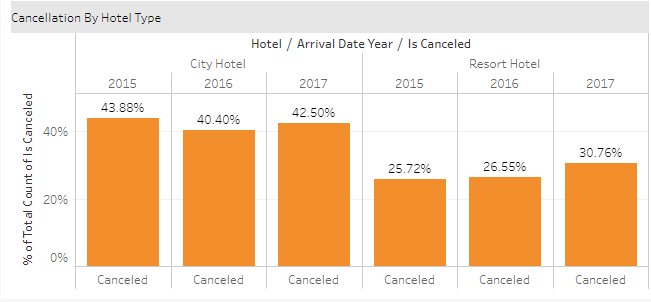 Cancellation By Hotel Type
Hotel / Arrival Date Year / Is Canceled
City Hotel Resort Hotel
2015 2016 2017 2015 2016 2017
% of Total Count of Is Canceled
40%
20%
0%
43.88% 40.40% 42.50% 25.72% 26.55% 30.76%
Canceled Canceled Canceled Canceled Canceled Canceled